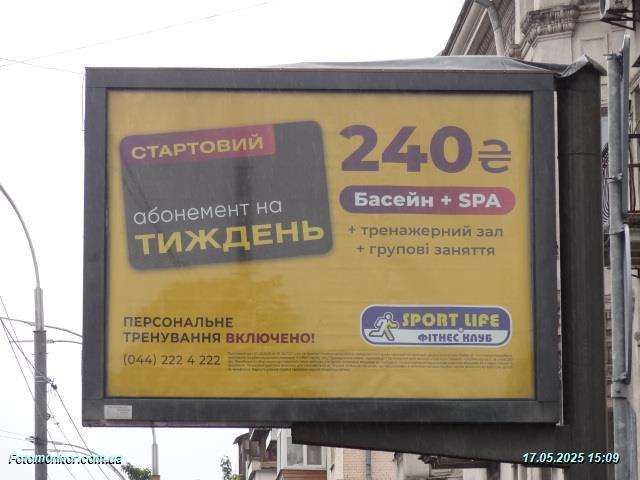 СТАРТОВИЙ
абонемент на
ТИЖДЕНЬ
240₴
Басейн + SPA
+ тренажерний зал
+ групові заняття
ПЕРСОНАЛЬНЕ
ТРЕНУВАННЯ ВКЛЮЧЕНО!
(044) 222 4 222
SPORT LIFE
ФІТНЕС КЛУБ
Fotomonitor.com.ua
17.05.2025 15:09